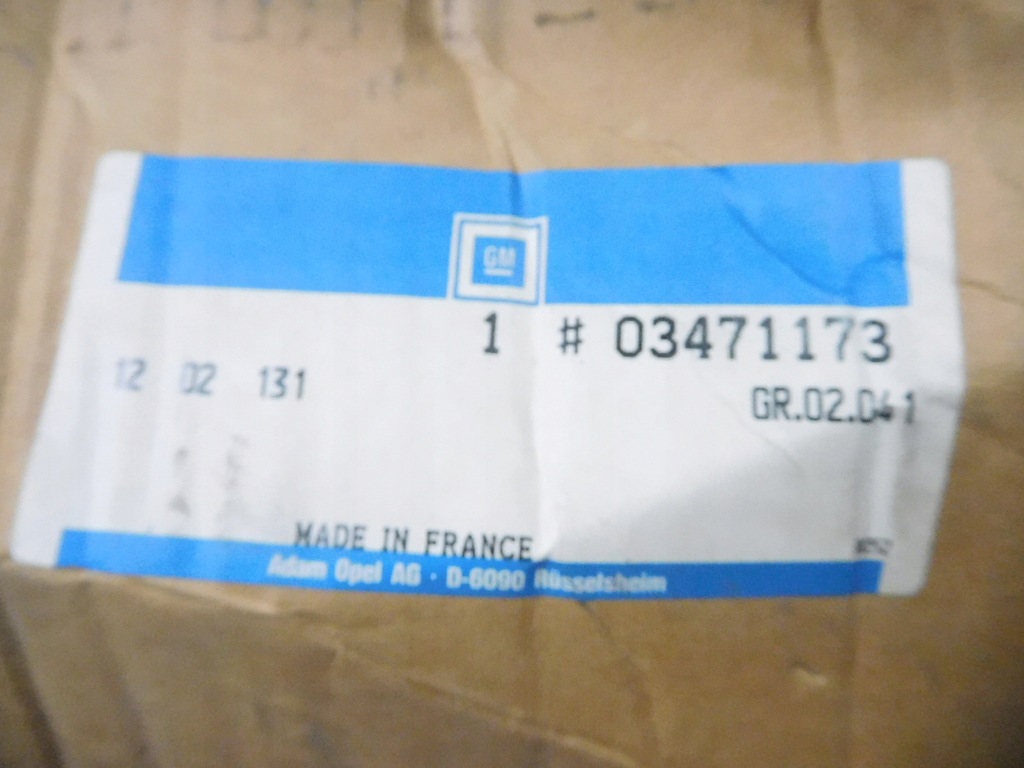 GM
1 # 03471173
12 02 131
GR.02.041
MADE IN FRANCE
Adam Opel AG · D-6090 Rüsselsheim